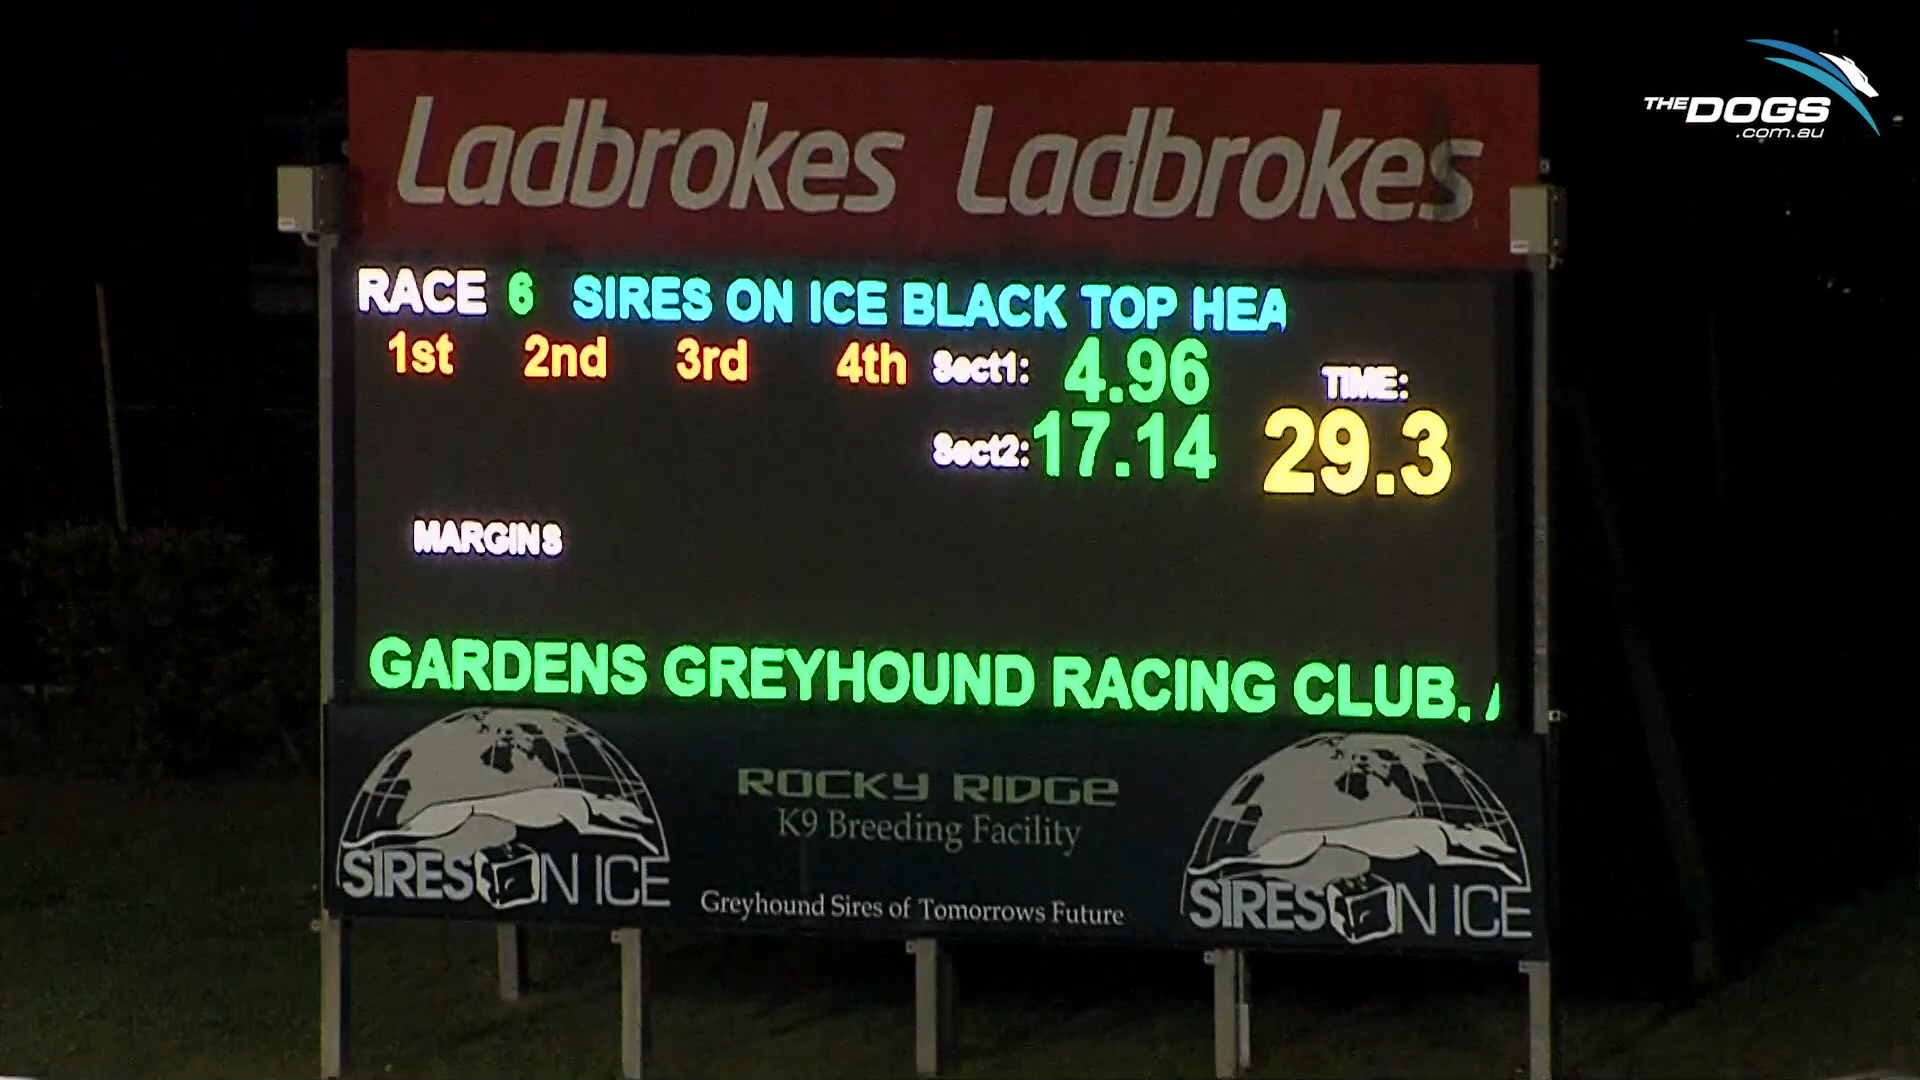 THEDOGS
.com.au
Ladbrokes Ladbrokes
RACE 6 SIRES ON ICE BLACK TOP HEA
1st 2nd 3rd 4th Sect1: 4.96 TIME:
Sect2: 17.14 29.3
MARGINS
GARDENS GREYHOUND RACING CLUB.
ROCKY RIDGE
K9 Breeding Facility
SIRES ON ICE
Greyhound Sires of Tomorrows Future
SIRES ON ICE